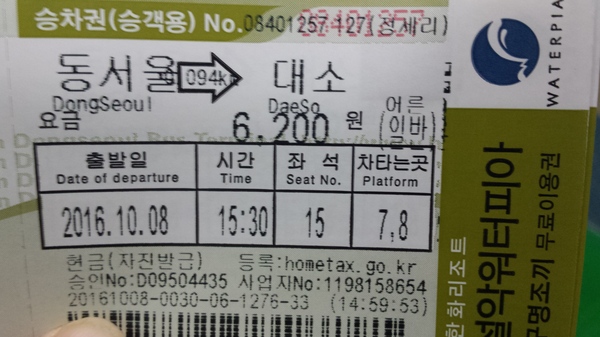 승차권(승객용) No.08401257-127(정제리)
동서울 094km 대소
DongSeoul DaeSo 어른
요금 6,200 원 (일반)
출발일 시간 좌석 차타는곳
Date of departure Time Seat No. Platform
2016.10.08 15:30 15 7,8
현금(자진발급) 등록:hometax.go.kr
승인No:D09504435 사업자No:1198158654
20161008-0030-06-1276-33 (14:59:53)
WATERPIA
한화리조트
설악워터피아
구명조끼 무료이용권